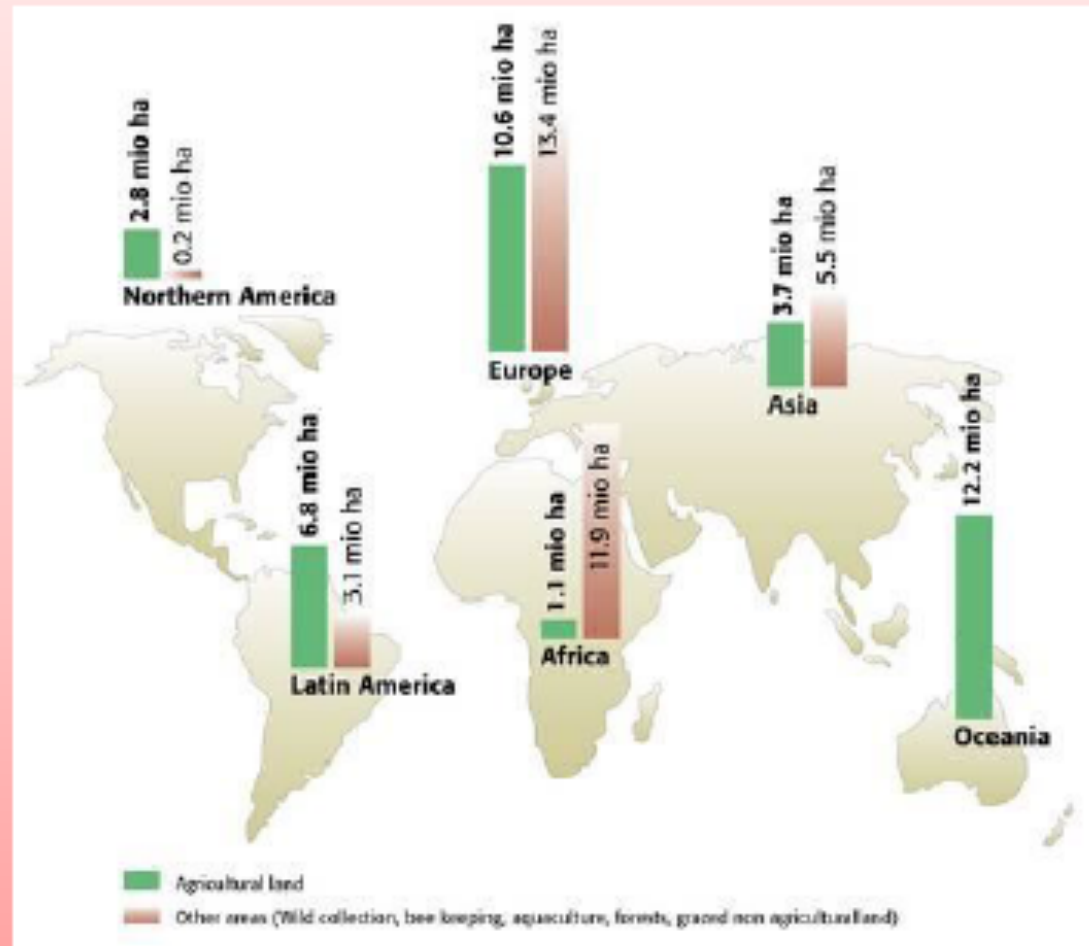 2.8 mio ha
0.2 mio ha
Northern America
10.6 mio ha
13.4 mio ha
Europe
3.7 mio ha
5.5 mio ha
Asia
6.8 mio ha
3.1 mio ha
Latin America
1.1 mio ha
11.9 mio ha
Africa
12.2 mio ha
Oceania
Agricultural land
Other areas (Wild collection, bee keeping, aquaculture, forests, grazed non agriculturalland)